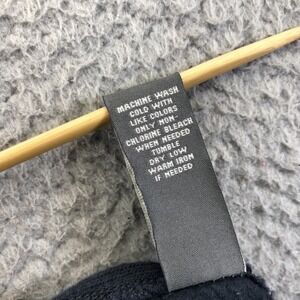 MACHINE WASH
COLD WITH
LIKE COLORS
ONLY NON-
CHLORINE BLEACH
WHEN NEEDED
TUMBLE
DRY LOW
WARM IRON
IF NEEDED